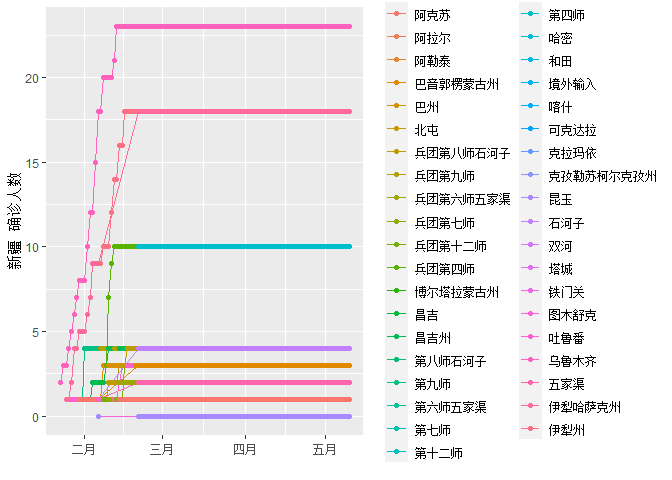 新疆 确诊人数
20
15
10
5
0
二月
三月
四月
五月
阿克苏
阿拉尔
阿勒泰
巴音郭楞蒙古州
巴州
北屯
兵团第八师石河子
兵团第九师
兵团第六师五家渠
兵团第七师
兵团第十二师
兵团第四师
博尔塔拉蒙古州
昌吉
昌吉州
第八师石河子
第九师
第六师五家渠
第七师
第十二师
第四师
哈密
和田
境外输入
喀什
可克达拉
克拉玛依
克孜勒苏柯尔克孜州
昆玉
石河子
双河
塔城
铁门关
图木舒克
吐鲁番
乌鲁木齐
五家渠
伊犁哈萨克州
伊犁州